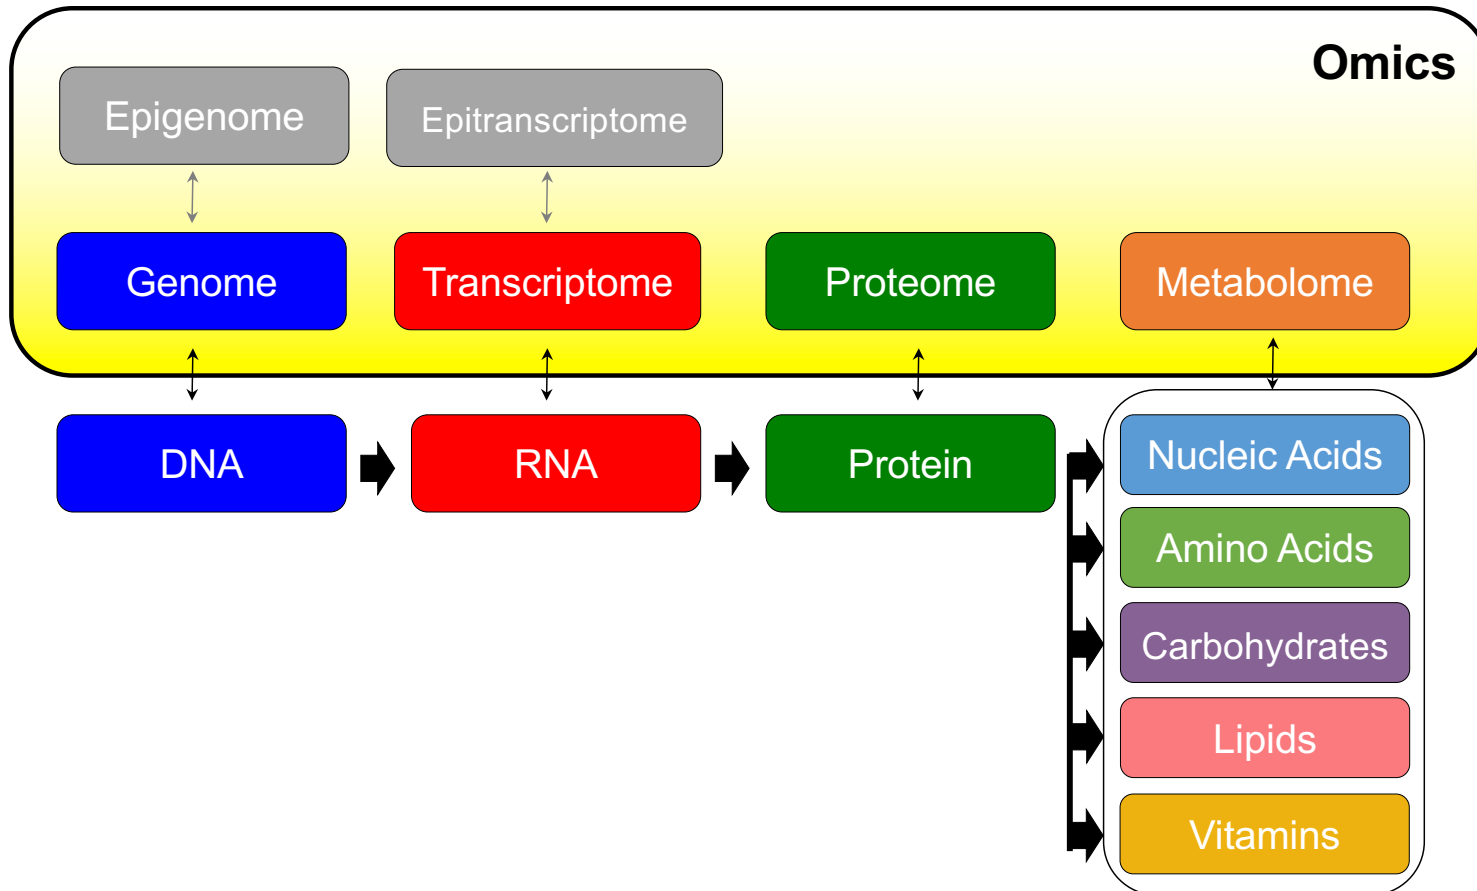 Omics
Epigenome
Epitranscriptome
Genome
Transcriptome
Proteome
Metabolome
DNA
RNA
Protein
Nucleic Acids
Amino Acids
Carbohydrates
Lipids
Vitamins